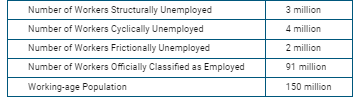 Number of Workers Structurally Unemployed 3 million
Number of Workers Cyclically Unemployed 4 million
Number of Workers Frictionally Unemployed 2 million
Number of Workers Officially Classified as Employed 91 million
Working-age Population 150 million